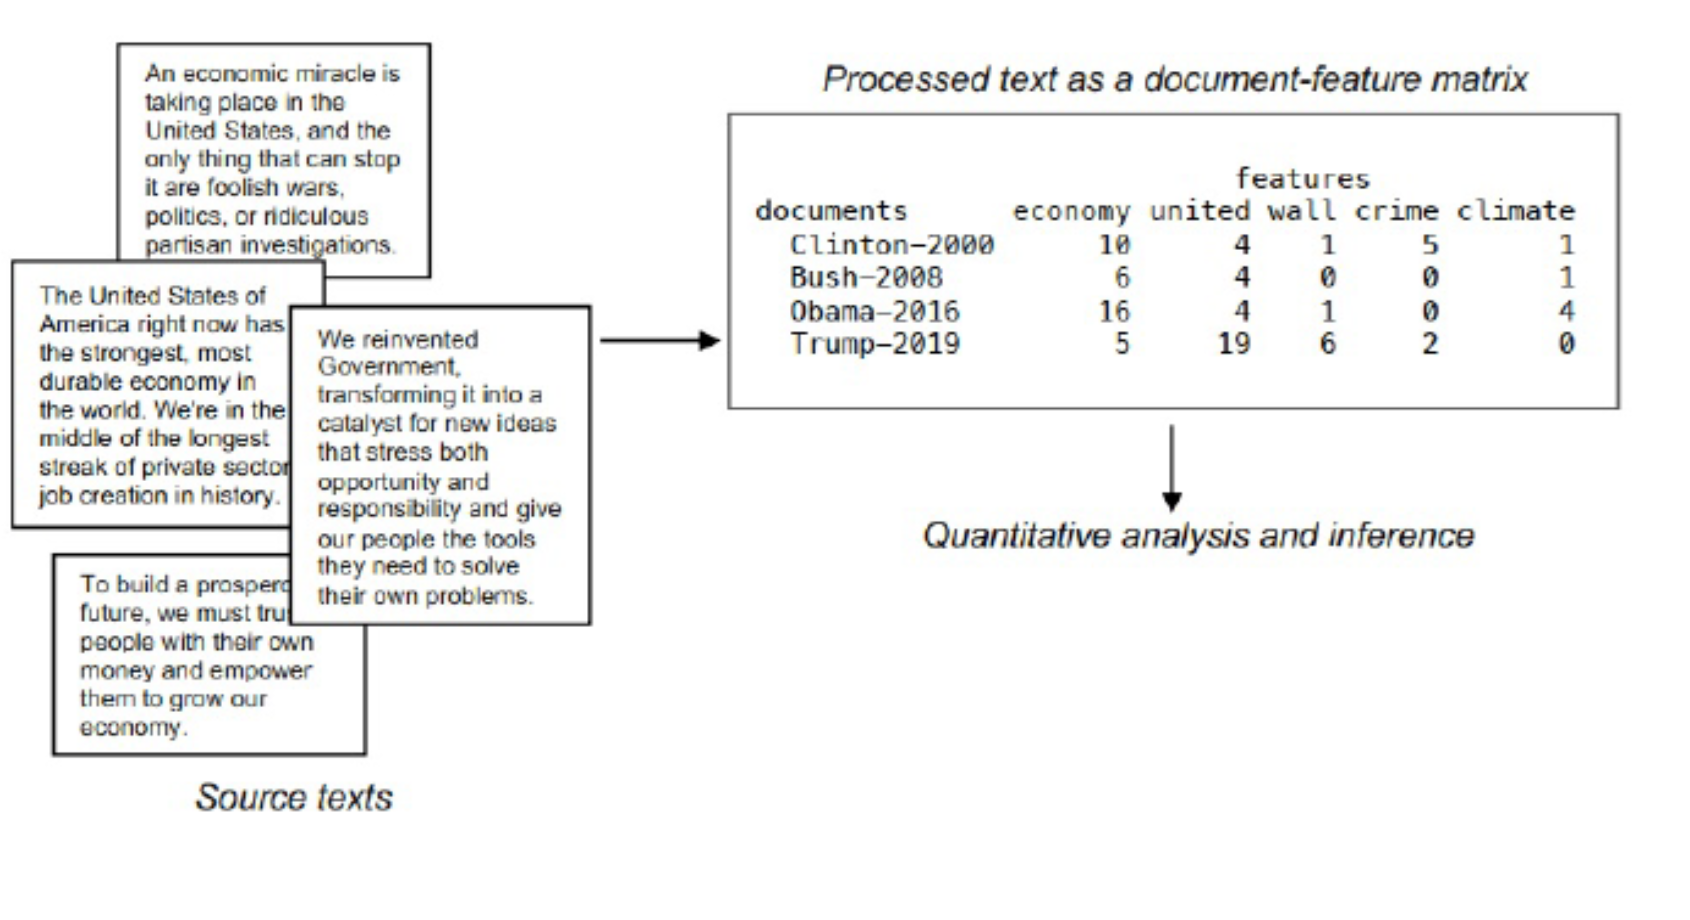 An economic miracle is
taking place in the
United States, and the
only thing that can stop
it are foolish wars,
politics, or ridiculous
partisan investigations.
The United States of
America right now has
the strongest, most
durable economy in
the world. We're in the
middle of the longest
streak of private sector
job creation in history.
We reinvented
Government,
transforming it into a
catalyst for new ideas
that stress both
opportunity and
responsibility and give
our people the tools
they need to solve
their own problems.
To build a
future, we must
people with their own
money and empower
them to grow our
economy.
Source texts
Processed text as a document-feature matrix
features
documents economy united wall crime climate
Clinton-2000 10 4 1 5 1
Bush-2008 6 4 0 0 1
Obama-2016 16 4 1 0 4
Trump-2019 5 19 6 2 0
Quantitative analysis and inference